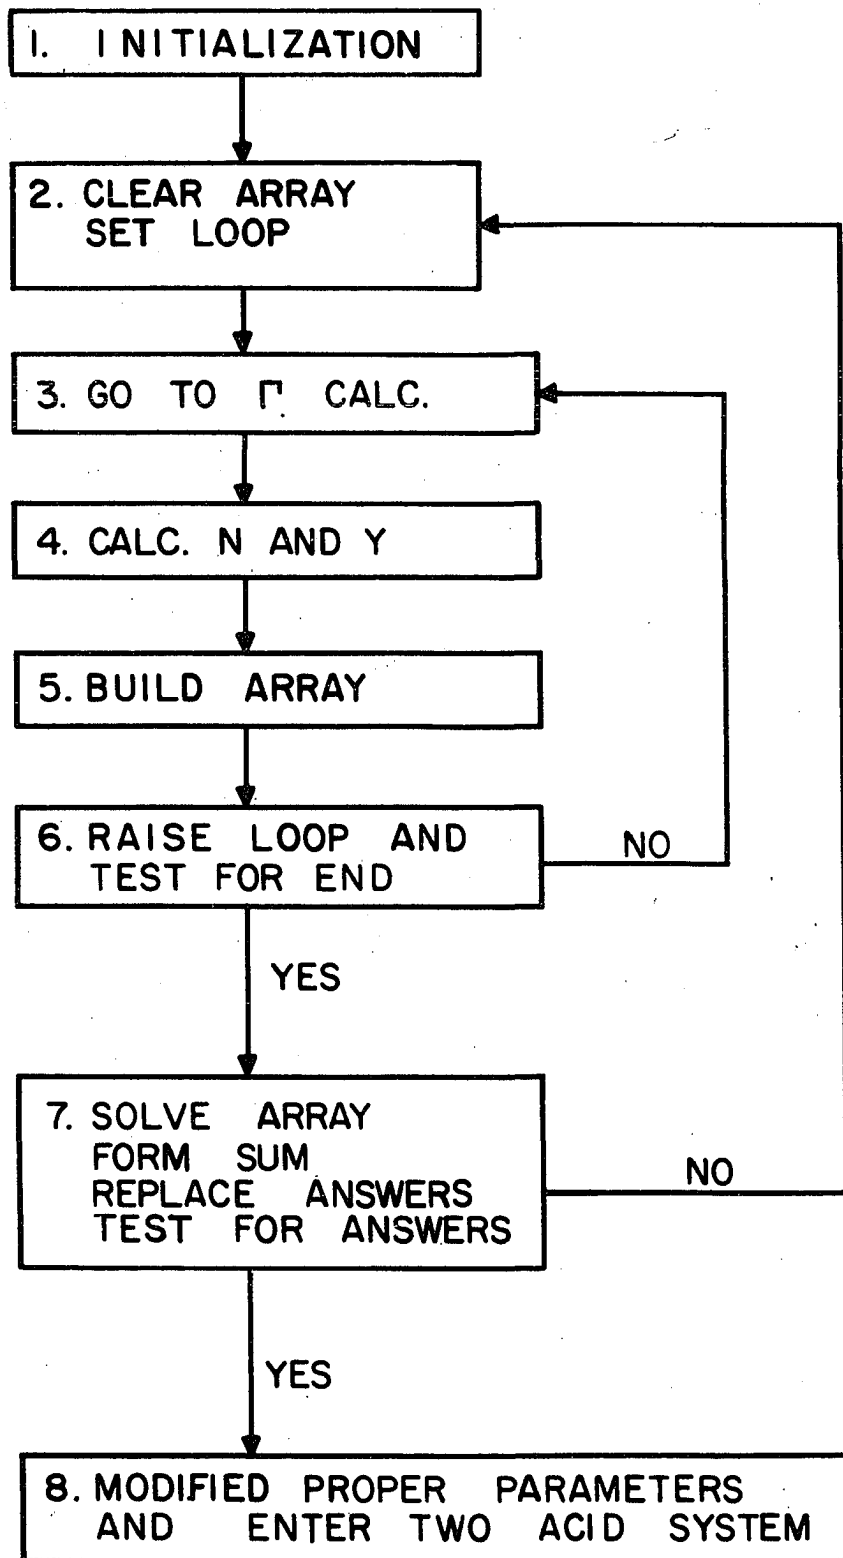 1. INITIALIZATION
2. CLEAR ARRAY
SET LOOP
3. GO TO Γ CALC.
4. CALC. N AND Y
5. BUILD ARRAY
6. RAISE LOOP AND
TEST FOR END
NO
YES
7. SOLVE ARRAY
FORM SUM
REPLACE ANSWERS
TEST FOR ANSWERS
NO
YES
8. MODIFIED PROPER PARAMETERS
AND ENTER TWO ACID SYSTEM